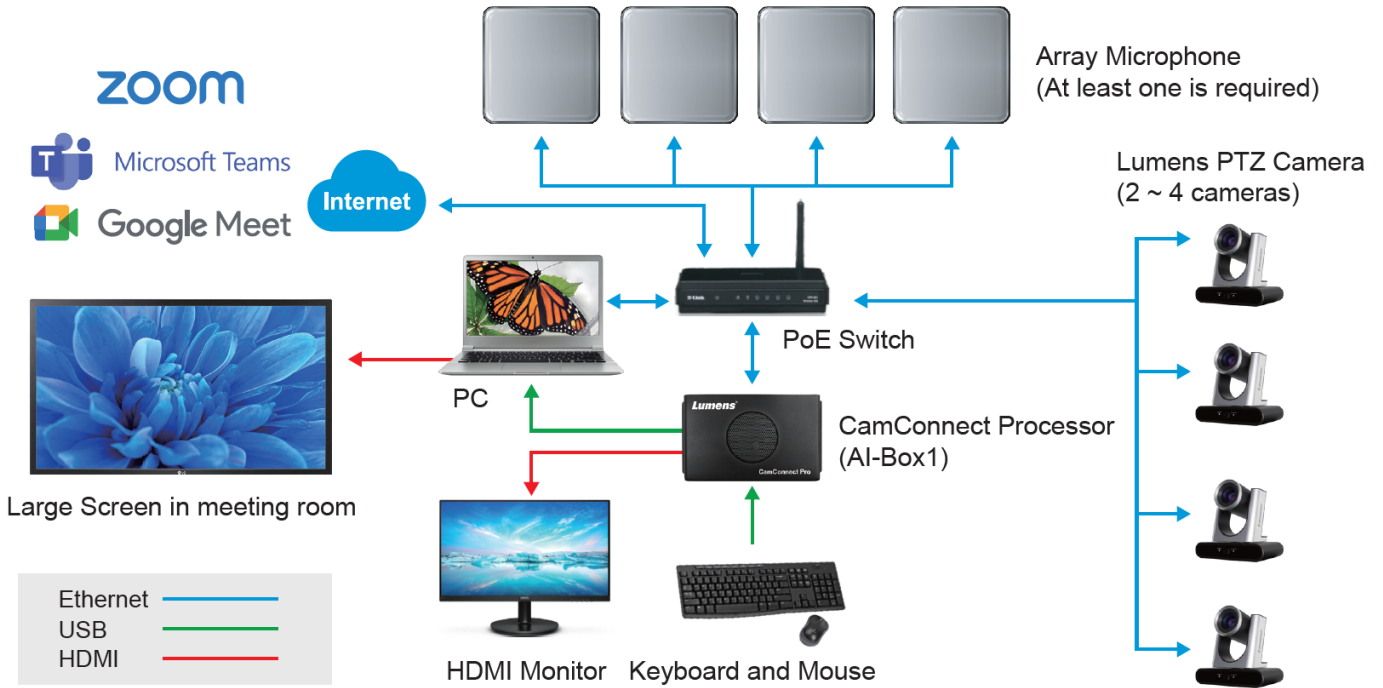 zoom
Microsoft Teams
Google Meet
Internet
Array Microphone
(At least one is required)
Lumens PTZ Camera
(2 ~ 4 cameras)
D-Link
PoE Switch
PC
Lumens
CamConnect Pro
CamConnect Processor
(AI-Box1)
Large Screen in meeting room
HDMI Monitor
Keyboard and Mouse
Ethernet
USB
HDMI